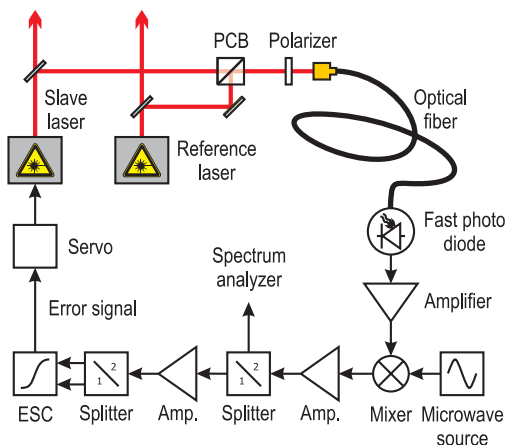 PCB
Polarizer
Slave
laser
Reference
laser
Optical
fiber
Fast photo
diode
Servo
Spectrum
analyzer
Amplifier
Error signal
1 2
1 2
ESC
Splitter
Amp.
Splitter
Amp.
Mixer
Microwave
source